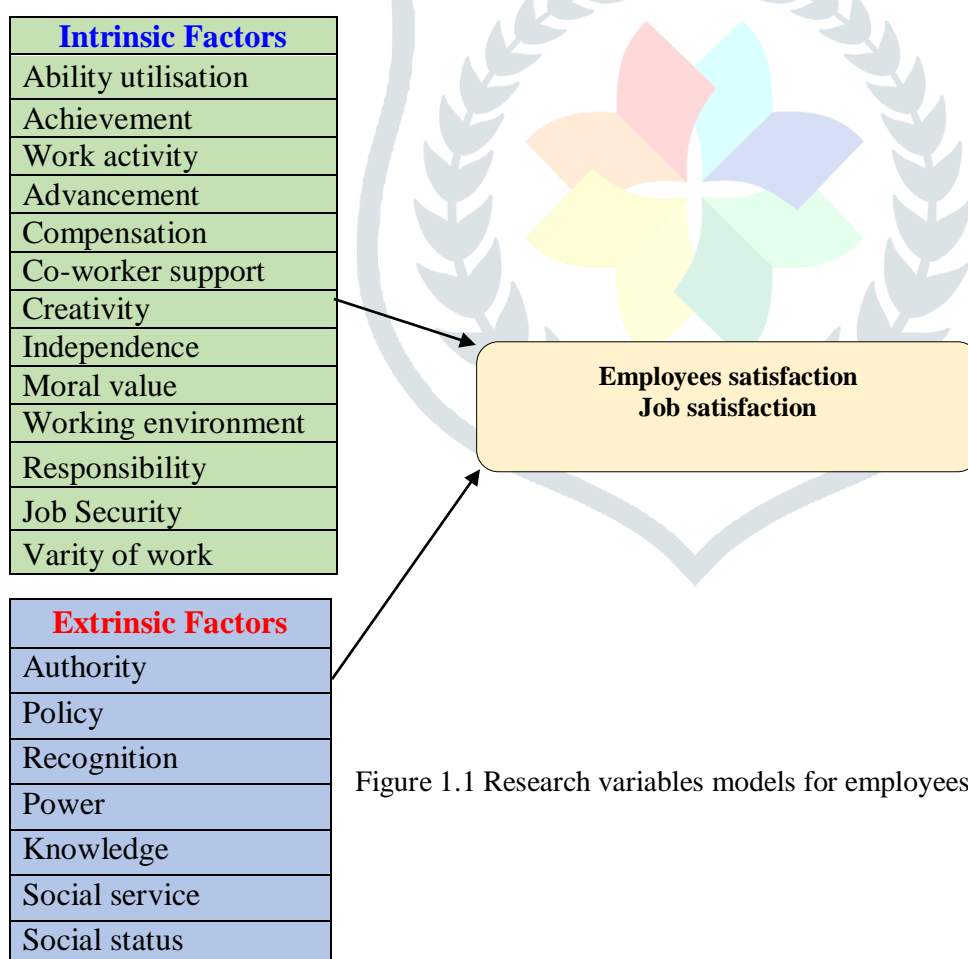 Intrinsic Factors
Ability utilisation
Achievement
Work activity
Advancement
Compensation
Co-worker support
Creativity
Independence
Moral value
Working environment
Responsibility
Job Security
Varity of work
Employees satisfaction
Job satisfaction
Extrinsic Factors
Authority
Policy
Recognition
Power
Knowledge
Social service
Social status
Figure 1.1 Research variables models for employees